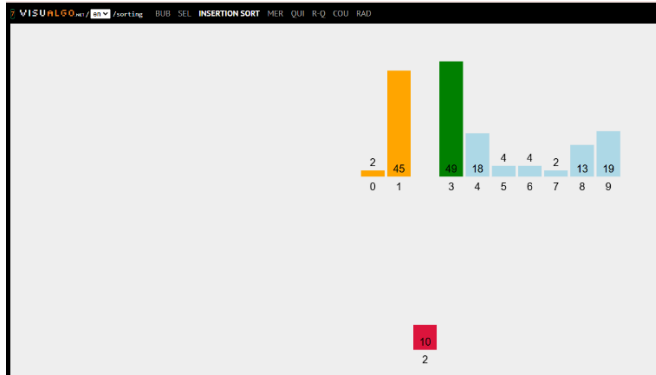 7 VISUALGO.NET/ en /sorting BUB SEL INSERTION SORT MER QUI R-Q COU RAD
2 45 49 18 4 4 2 13 19
0 1 3 4 5 6 7 8 9
10
2